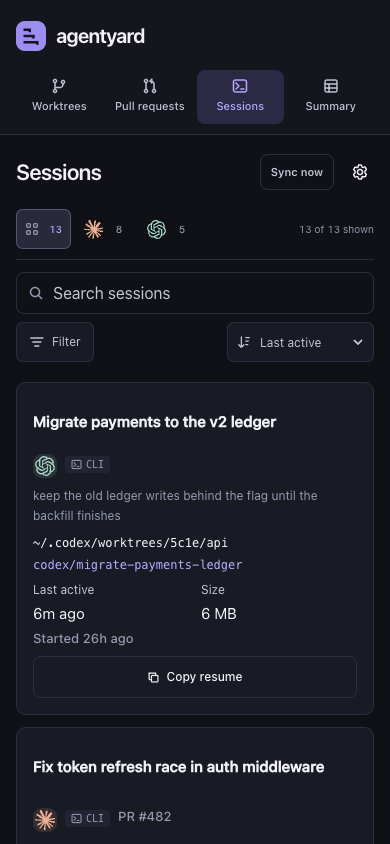 agentyard
Worktrees
Pull requests
Sessions
Summary
Sessions
Sync now
13
8
5
13 of 13 shown
Search sessions
Filter
Last active
Migrate payments to the v2 ledger
CLI
keep the old ledger writes behind the flag until the
backfill finishes
~/.codex/worktrees/5c1e/api
codex/migrate-payments-ledger
Last active
Size
6m ago
6 MB
Started 26h ago
Copy resume
Fix token refresh race in auth middleware
CLI
PR #482